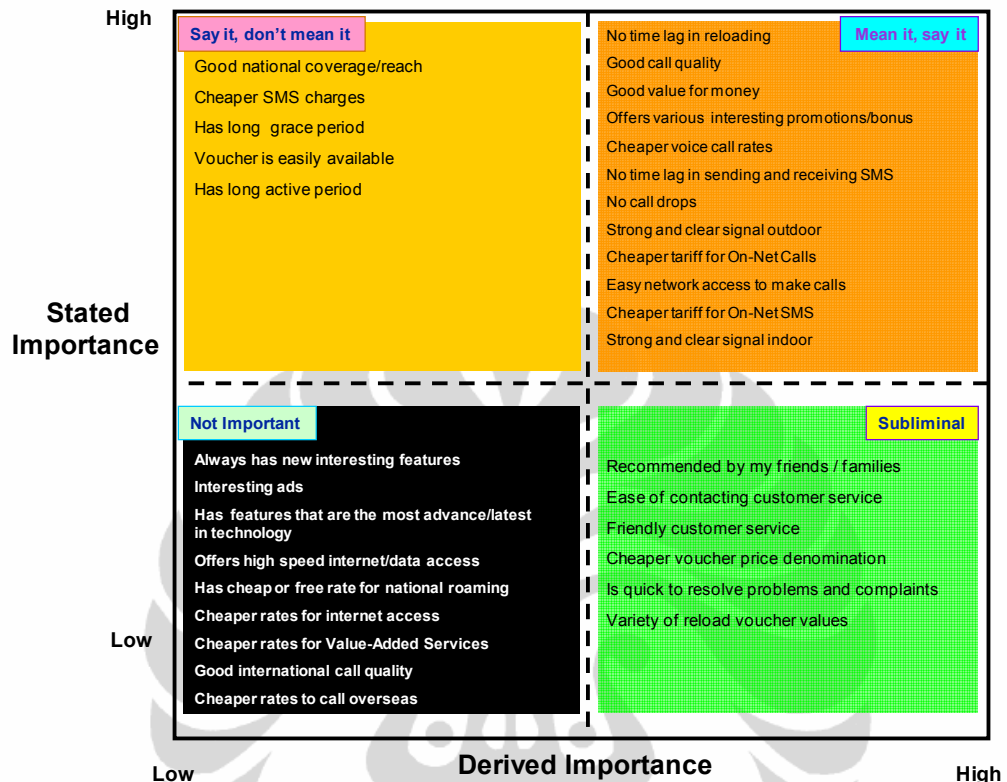 High
Say it, don't mean it
Good national coverage/reach
Cheaper SMS charges
Has long grace period
Voucher is easily available
Has long active period
Mean it, say it
No time lag in reloading
Good call quality
Good value for money
Offers various interesting promotions/bonus
Cheaper voice call rates
No time lag in sending and receiving SMS
No call drops
Strong and clear signal outdoor
Cheaper tariff for On-Net Calls
Easy network access to make calls
Cheaper tariff for On-Net SMS
Strong and clear signal indoor
Stated
Importance
Not Important
Always has new interesting features
Interesting ads
Has features that are the most advance/latest
in technology
Offers high speed internet/data access
Has cheap or free rate for national roaming
Cheaper rates for internet access
Cheaper rates for Value-Added Services
Good international call quality
Cheaper rates to call overseas
Subliminal
Recommended by my friends / families
Ease of contacting customer service
Friendly customer service
Cheaper voucher price denomination
Is quick to resolve problems and complaints
Variety of reload voucher values
Low
Low
Derived Importance
High